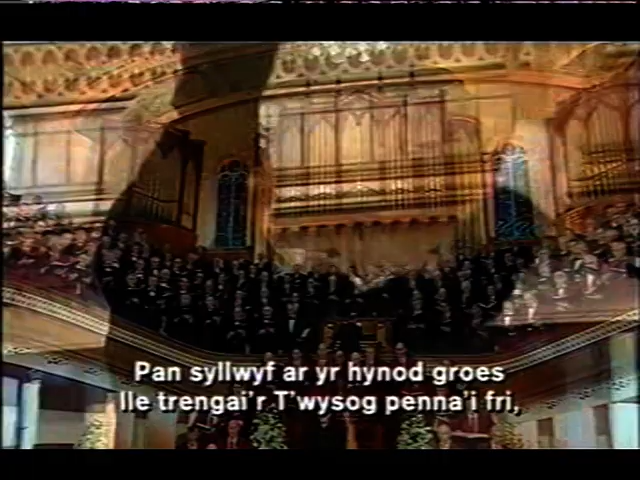 Pan syllwyf ar yr hynod groes
lle trengai'r T'wysog penna'i fri,